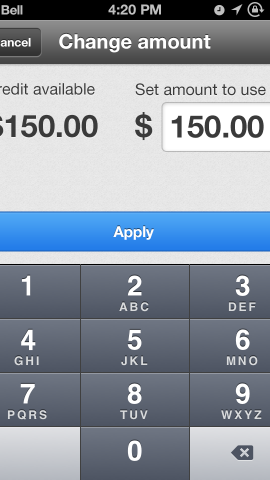 Bell 4:20 PM
ancel Change amount
redit available Set amount to use
$150.00 $ 150.00
Apply
1 2 3
ABC DEF
4 5 6
GHI JKL MNO
7 8 9
PQRS TUV WXYZ
0